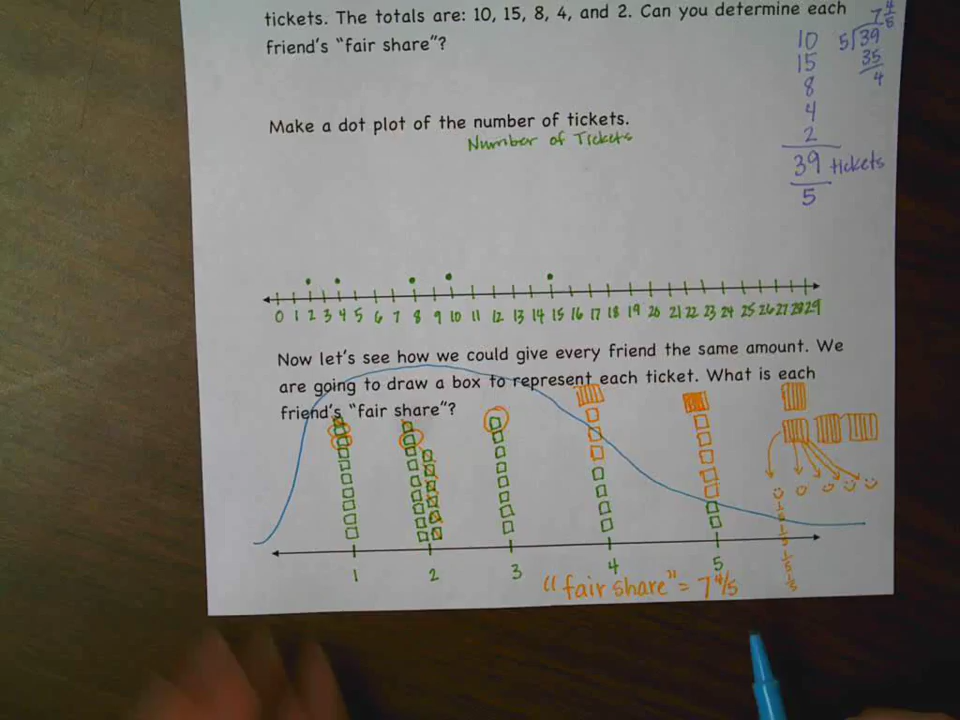 tickets. The totals are: 10, 15, 8, 4, and 2. Can you determine each
friend's "fair share"?
10
15
8
4
2
39 tickets
5
7 4/5
5)39
35
4
Make a dot plot of the number of tickets.
Number of Tickets
0 1 2 3 4 5 6 7 8 9 10 11 12 13 14 15 16 17 18 19 20 21 22 23 24 25 26 27 28 29
Now let's see how we could give every friend the same amount. We
are going to draw a box to represent each ticket. What is each
friend's "fair share"?
1 2 3 4 5
"fair share" = 7 4/5